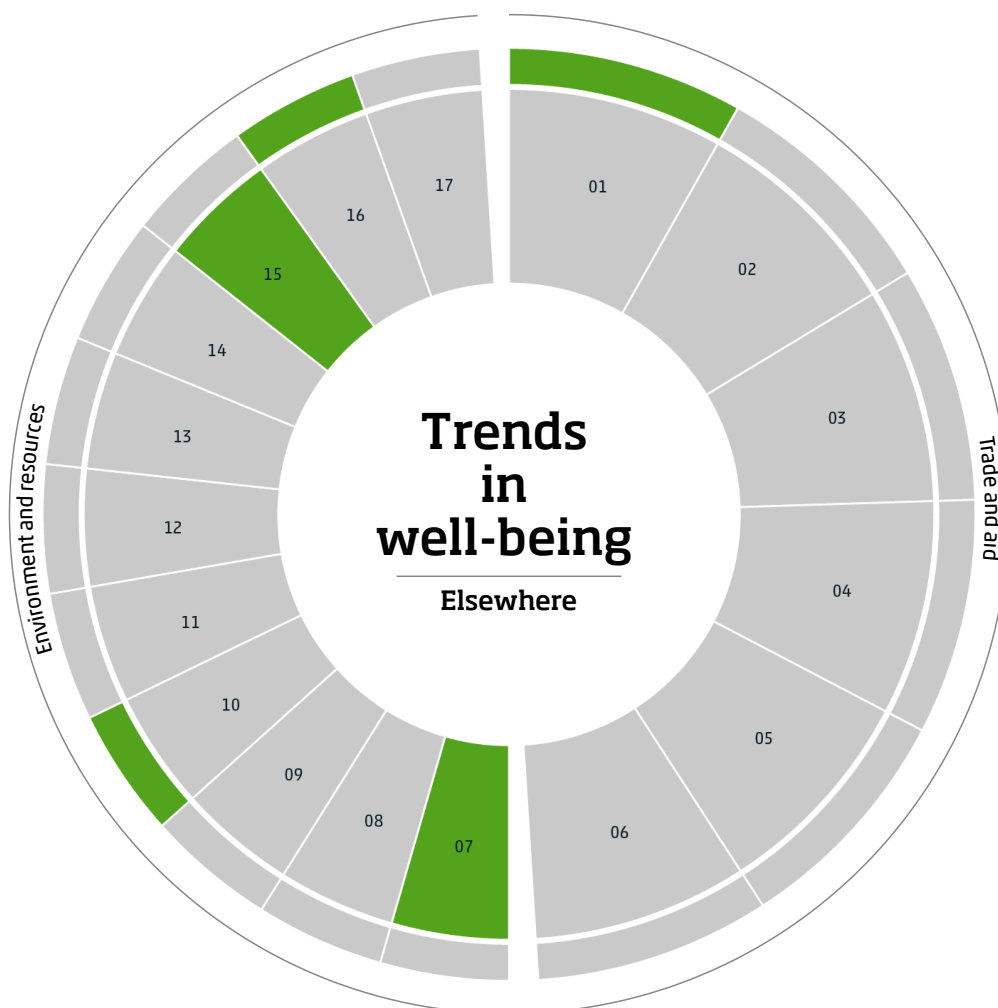 Trends
in
well-being
Elsewhere
Trade and aid
Environment and resources
01
02
03
04
05
06
07
08
09
10
11
12
13
14
15
16
17